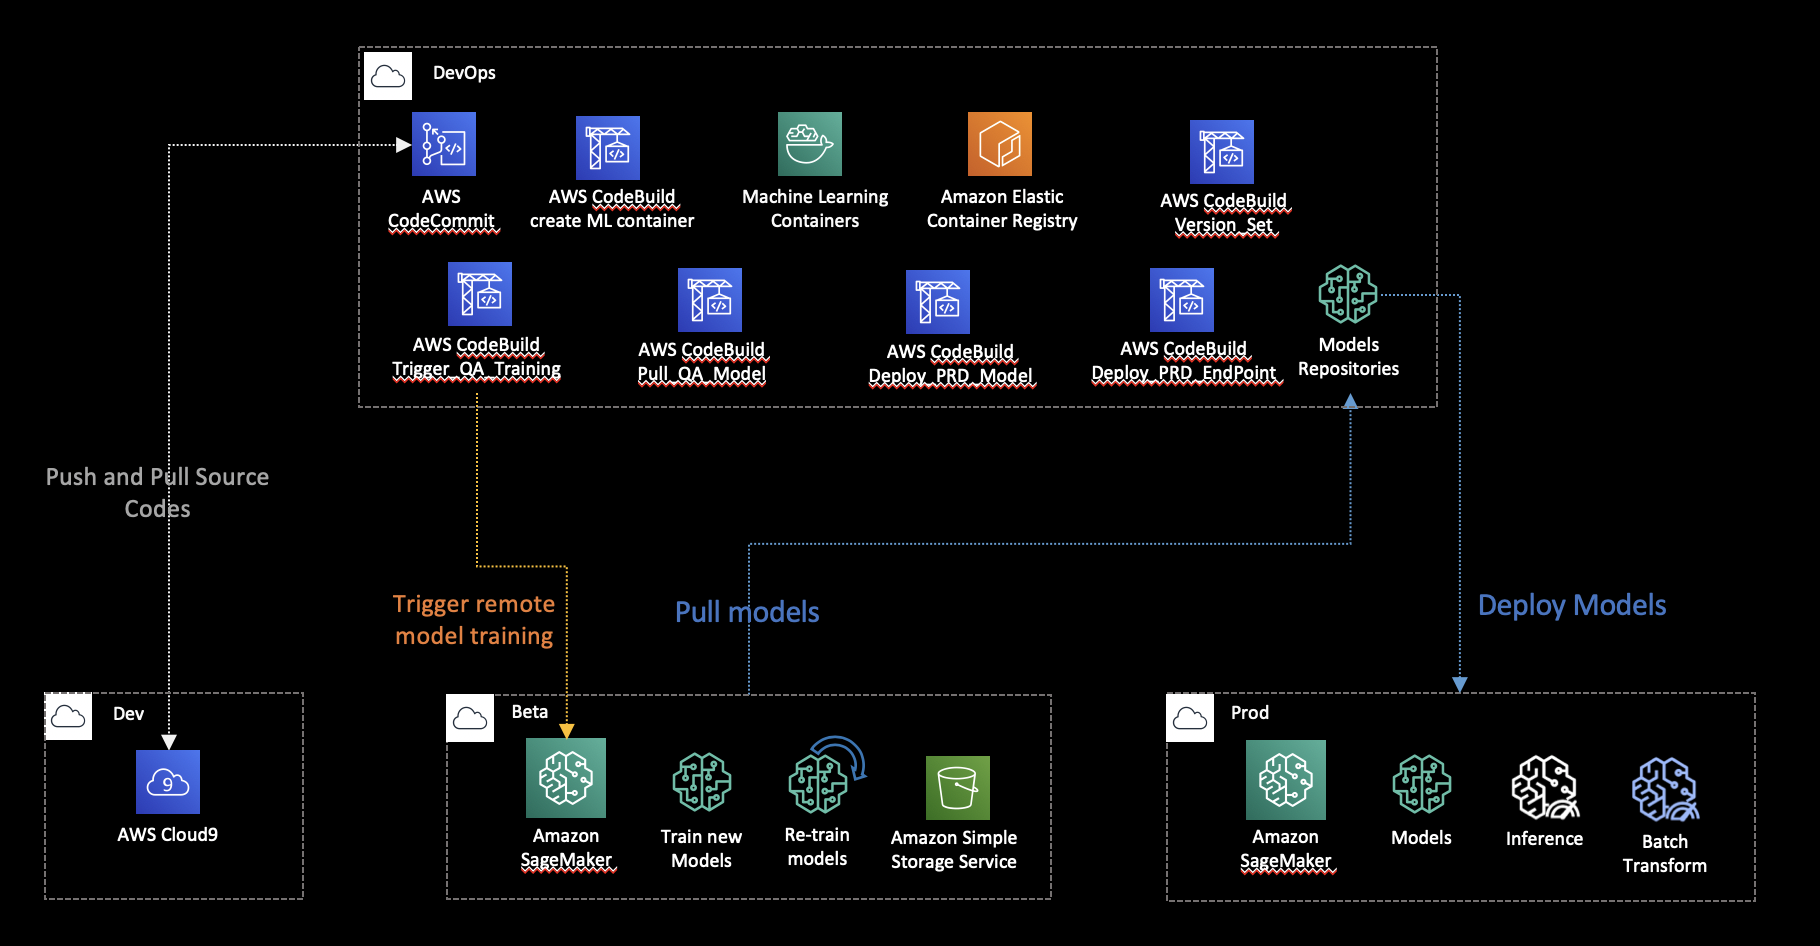 DevOps
AWS
CodeCommit
AWS CodeBuild
create ML container
Machine Learning
Containers
Amazon Elastic
Container Registry
AWS CodeBuild
Version_Set
AWS CodeBuild
Trigger_QA_Training
AWS CodeBuild
Pull_QA_Model
AWS CodeBuild
Deploy_PRD_Model
AWS CodeBuild
Deploy_PRD_EndPoint
Models
Repositories
Push and Pull Source
Codes
Trigger remote
model training
Pull models
Deploy Models
Dev
9
AWS Cloud9
Beta
Amazon
SageMaker
Train new
Models
Re-train
models
Amazon Simple
Storage Service
Prod
Amazon
SageMaker
Models
Inference
Batch
Transform